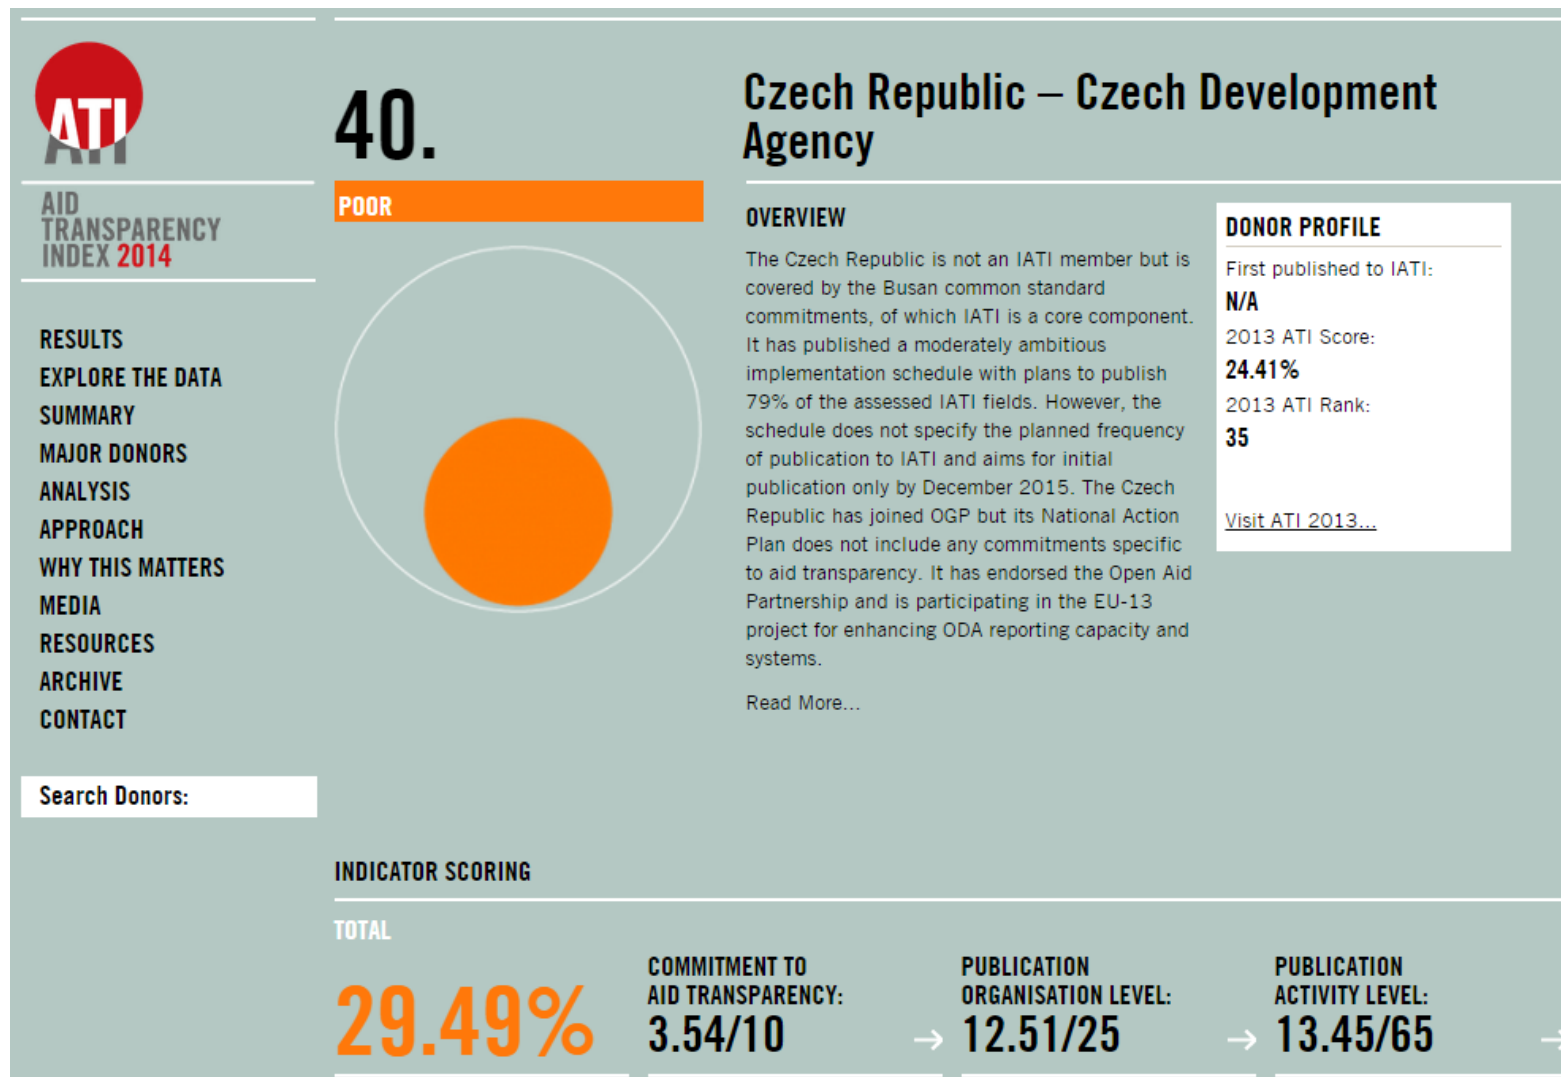 ATI
AID
TRANSPARENCY
INDEX 2014
RESULTS
EXPLORE THE DATA
SUMMARY
MAJOR DONORS
ANALYSIS
APPROACH
WHY THIS MATTERS
MEDIA
RESOURCES
ARCHIVE
CONTACT
Search Donors:
40.
POOR
Czech Republic – Czech Development
Agency
OVERVIEW
The Czech Republic is not an IATI member but is
covered by the Busan common standard
commitments, of which IATI is a core component.
It has published a moderately ambitious
implementation schedule with plans to publish
79% of the assessed IATI fields. However, the
schedule does not specify the planned frequency
of publication to IATI and aims for initial
publication only by December 2015. The Czech
Republic has joined OGP but its National Action
Plan does not include any commitments specific
to aid transparency. It has endorsed the Open Aid
Partnership and is participating in the EU-13
project for enhancing ODA reporting capacity and
systems.
Read More...
DONOR PROFILE
First published to IATI:
N/A
2013 ATI Score:
24.41%
2013 ATI Rank:
35
Visit ATI 2013...
INDICATOR SCORING
TOTAL
29.49%
COMMITMENT TO
AID TRANSPARENCY:
3.54/10
→
PUBLICATION
ORGANISATION LEVEL:
12.51/25
→
PUBLICATION
ACTIVITY LEVEL:
13.45/65
→